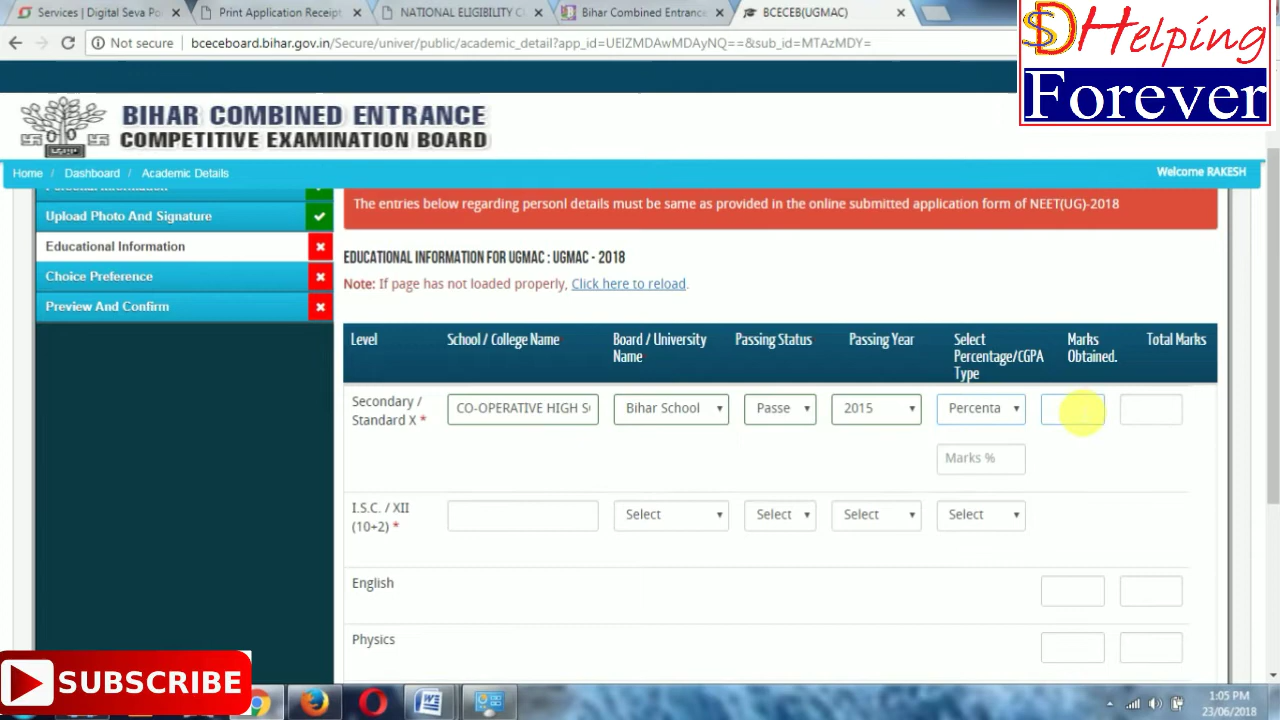 Services | Digital Seva Po
Print Application Receipt
NATIONAL ELIGIBILITY C
Bihar Combined Entrance
BCECEB(UGMAC)
Not secure
bceceboard.bihar.gov.in/Secure/univer/public/academic_detail?app_id=UEIZMDAwMDAyNQ==&sub_id=MTAzMDY=
SD Helping
Forever
BIHAR COMBINED ENTRANCE
COMPETITIVE EXAMINATION BOARD
Home / Dashboard / Academic Details
Welcome RAKESH
Personal Information
Upload Photo And Signature
Educational Information
Choice Preference
Preview And Confirm
The entries below regarding personl details must be same as provided in the online submitted application form of NEET(UG)-2018
EDUCATIONAL INFORMATION FOR UGMAC : UGMAC - 2018
Note: If page has not loaded properly, Click here to reload.
Level
School / College Name
Board / University
Name
Passing Status
Passing Year
Select
Percentage/CGPA
Type
Marks
Obtained.
Total Marks
Secondary /
Standard X *
CO-OPERATIVE HIGH S
Bihar School
Passe
2015
Percenta
Marks %
I.S.C. / XII
(10+2) *
Select
Select
Select
Select
English
Physics
SUBSCRIBE
1:05 PM
23/06/2018